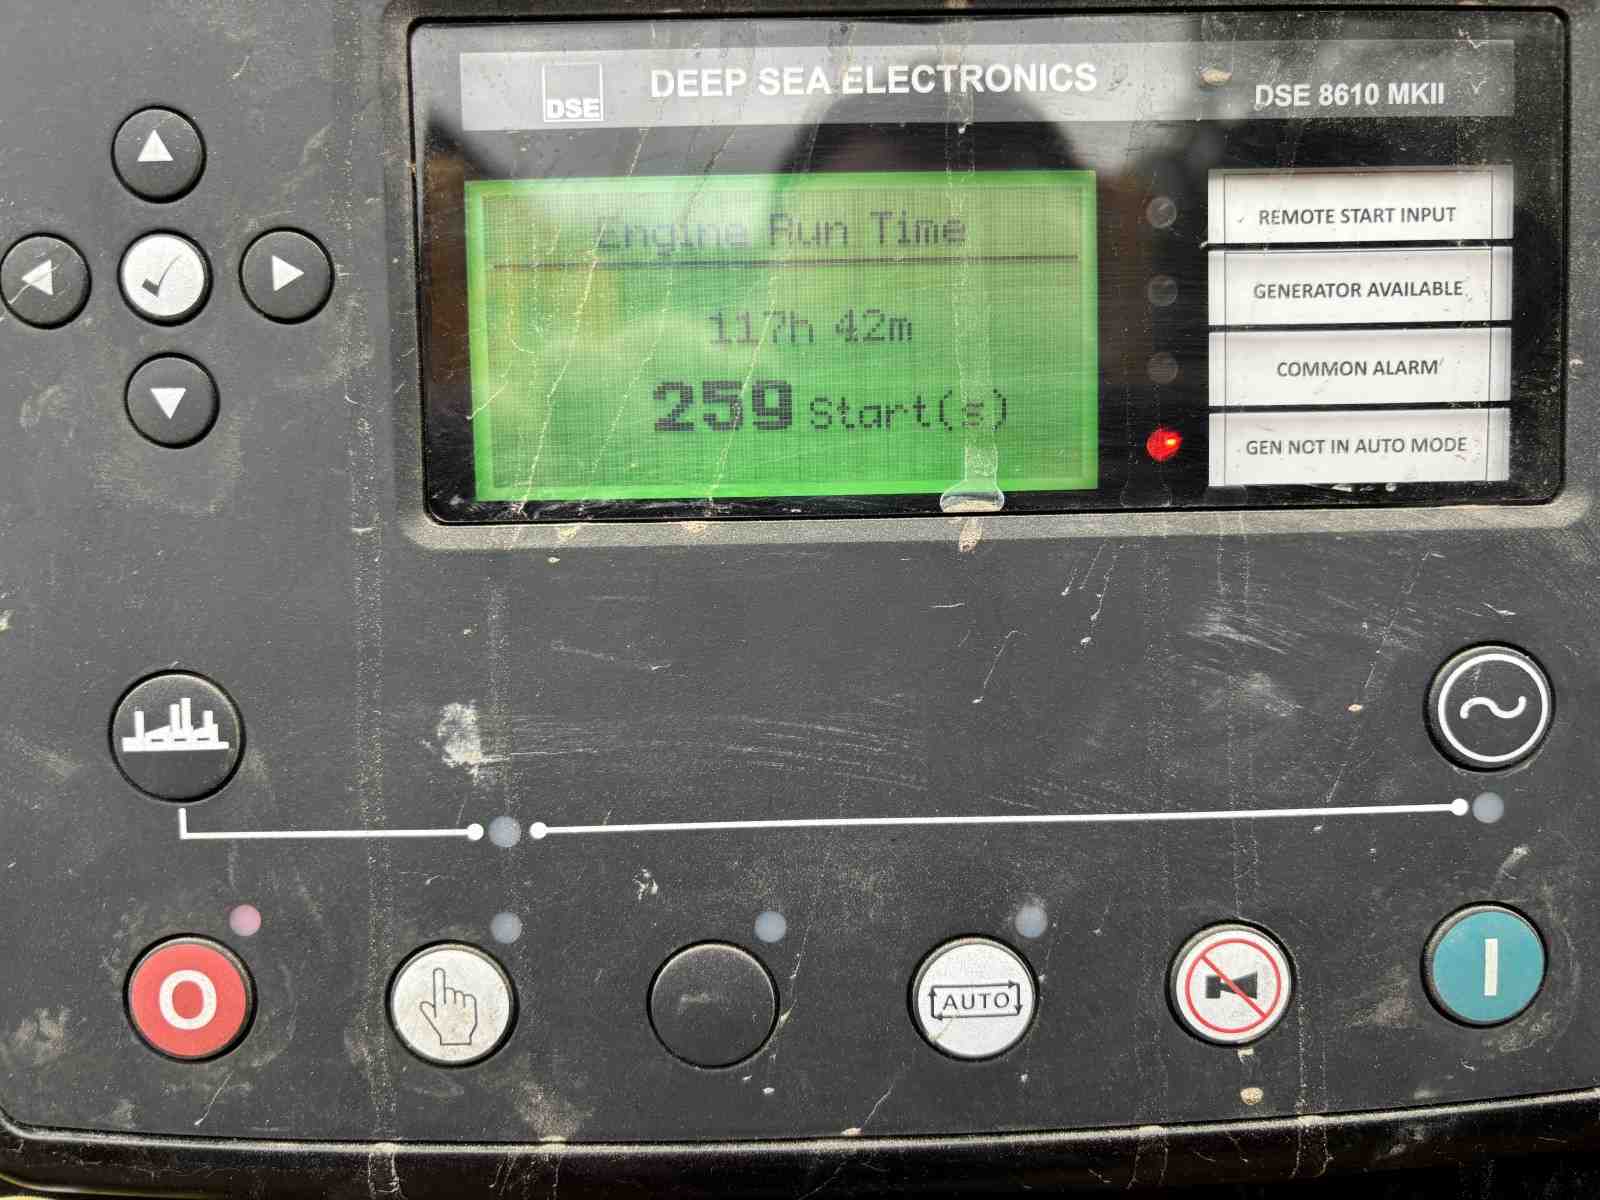 DSE
DEEP SEA ELECTRONICS
DSE 8610 MKII
Engine Run Time
117h 42m
259 Start(s)
REMOTE START INPUT
GENERATOR AVAILABLE
COMMON ALARM
GEN NOT IN AUTO MODE
O
AUTO
I